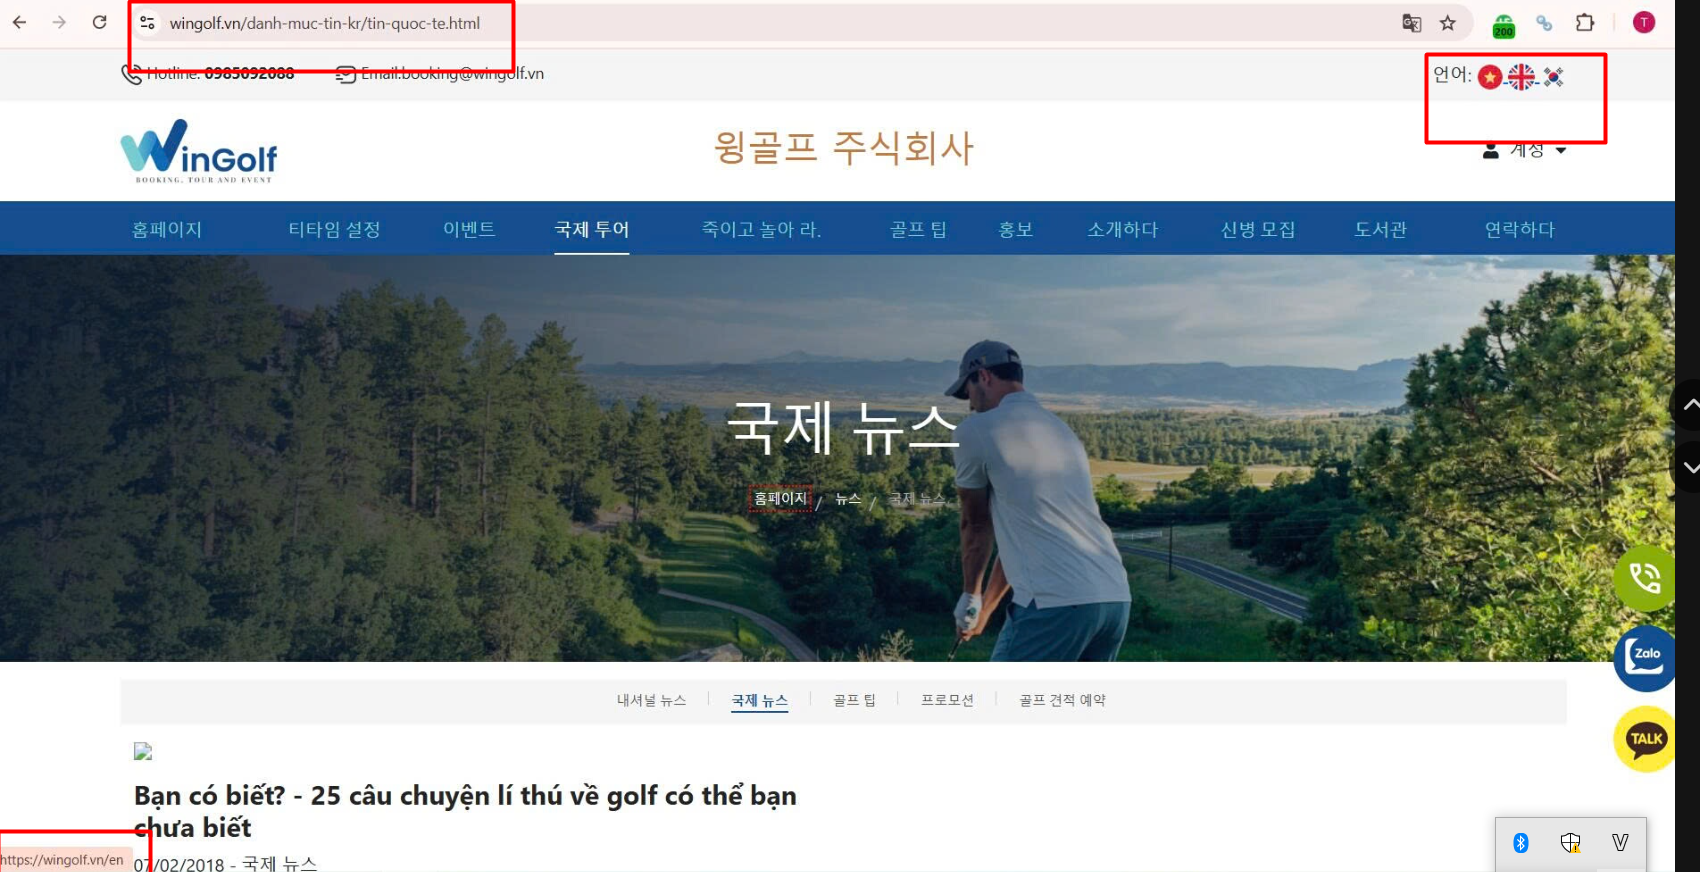 wingolf.vn/danh-muc-tin-kr/tin-quoc-te.html
200
T
Hotline: 0985092088 Email:booking@wingolf.vn
언어:
WinGolf
BOOKING, TOUR AND EVENT
윙골프 주식회사
계정
홈페이지 티타임 설정 이벤트 국제 투어 죽이고 놀아 라. 골프 팁 홍보 소개하다 신병 모집 도서관 연락하다
국제 뉴스
홈페이지 / 뉴스 / 국제 뉴스
Zalo
TALK
내셔널 뉴스 국제 뉴스 골프 팁 프로모션 골프 견적 예약
Bạn có biết? - 25 câu chuyện lí thú về golf có thể bạn
chưa biết
07/02/2018 - 국제 뉴스
https://wingolf.vn/en